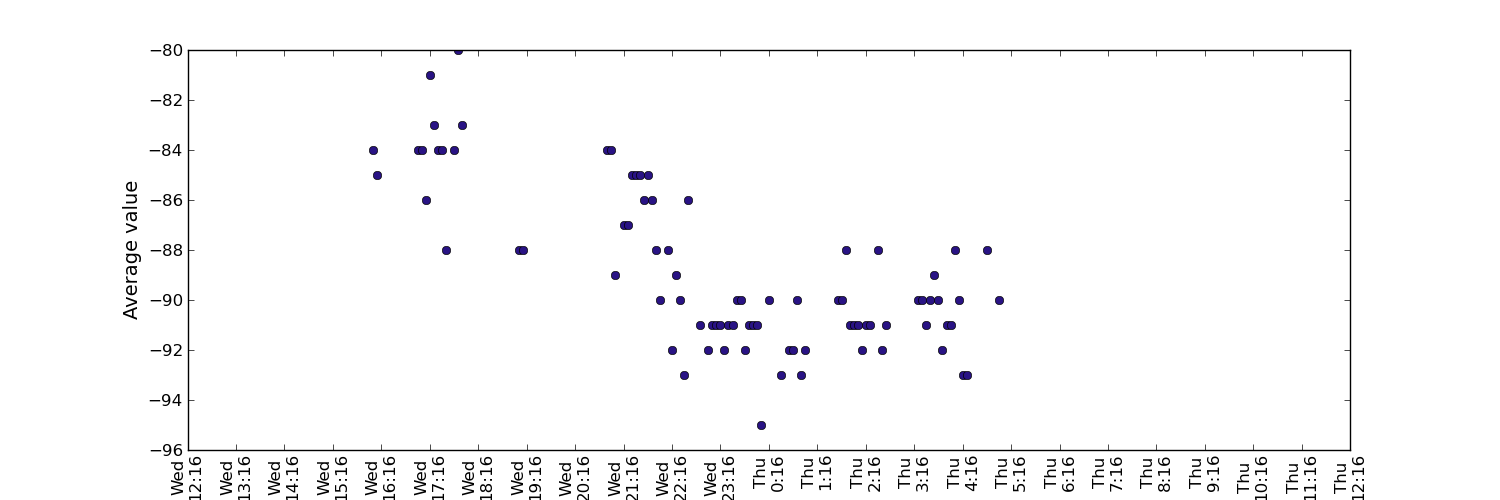 −80
−82
−84
−86
−88
−90
−92
−94
−96
Average value
Wed
12:16
Wed
13:16
Wed
14:16
Wed
15:16
Wed
16:16
Wed
17:16
Wed
18:16
Wed
19:16
Wed
20:16
Wed
21:16
Wed
22:16
Wed
23:16
Thu
0:16
Thu
1:16
Thu
2:16
Thu
3:16
Thu
4:16
Thu
5:16
Thu
6:16
Thu
7:16
Thu
8:16
Thu
9:16
Thu
10:16
Thu
11:16
Thu
12:16